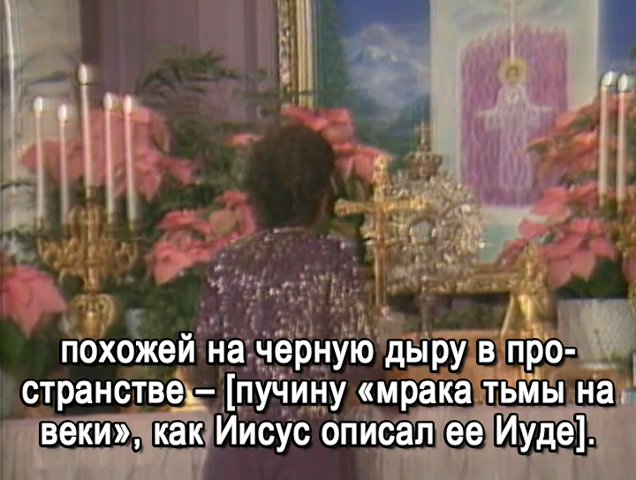 похожей на черную дыру в про-
странстве – [пучину «мрака тьмы на
веки», как Иисус описал ее Иуде].